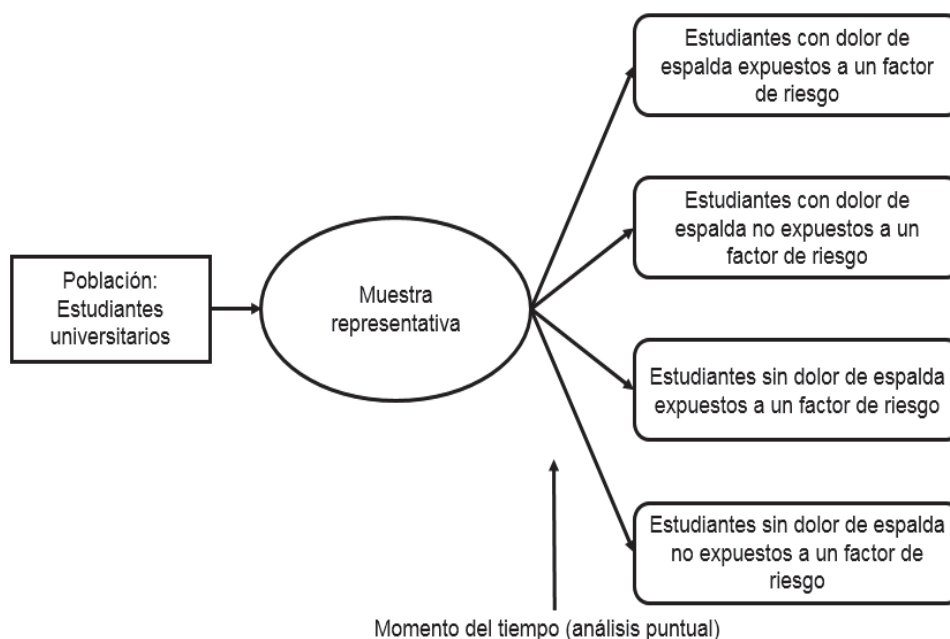 Población:
Estudiantes
universitarios
Muestra
representativa
Estudiantes con dolor de
espalda expuestos a un factor
de riesgo
Estudiantes con dolor de
espalda no expuestos a un
factor de riesgo
Estudiantes sin dolor de espalda
expuestos a un factor de riesgo
Estudiantes sin dolor de espalda
no expuestos a un factor de
riesgo
Momento del tiempo (análisis puntual)